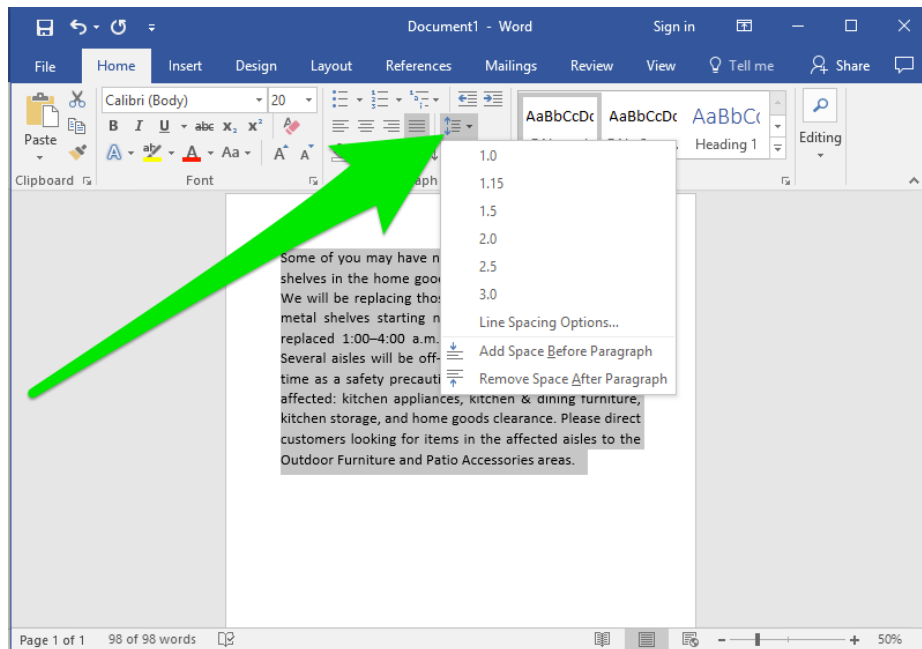 Document1 - Word
Sign in
File Home Insert Design Layout References Mailings Review View Tell me Share
Calibri (Body) 20
AaBbCcDc AaBbCcDc AaBbC
Paste
B I U abc X₂ X²
Heading 1
Editing
A aby A Aa A A
Clipboard Font
1.0
1.15
1.5
2.0
2.5
3.0
Line Spacing Options...
Add Space Before Paragraph
Remove Space After Paragraph
Some of you may have
shelves in the home
We will be replacing
metal shelves starting
replaced 1:00–4:00 a.m.
Several aisles will be
time as a safety
affected: kitchen appliances, kitchen & dining furniture,
kitchen storage, and home goods clearance. Please direct
customers looking for items in the affected aisles to the
Outdoor Furniture and Patio Accessories areas.
Page 1 of 1 98 of 98 words 50%